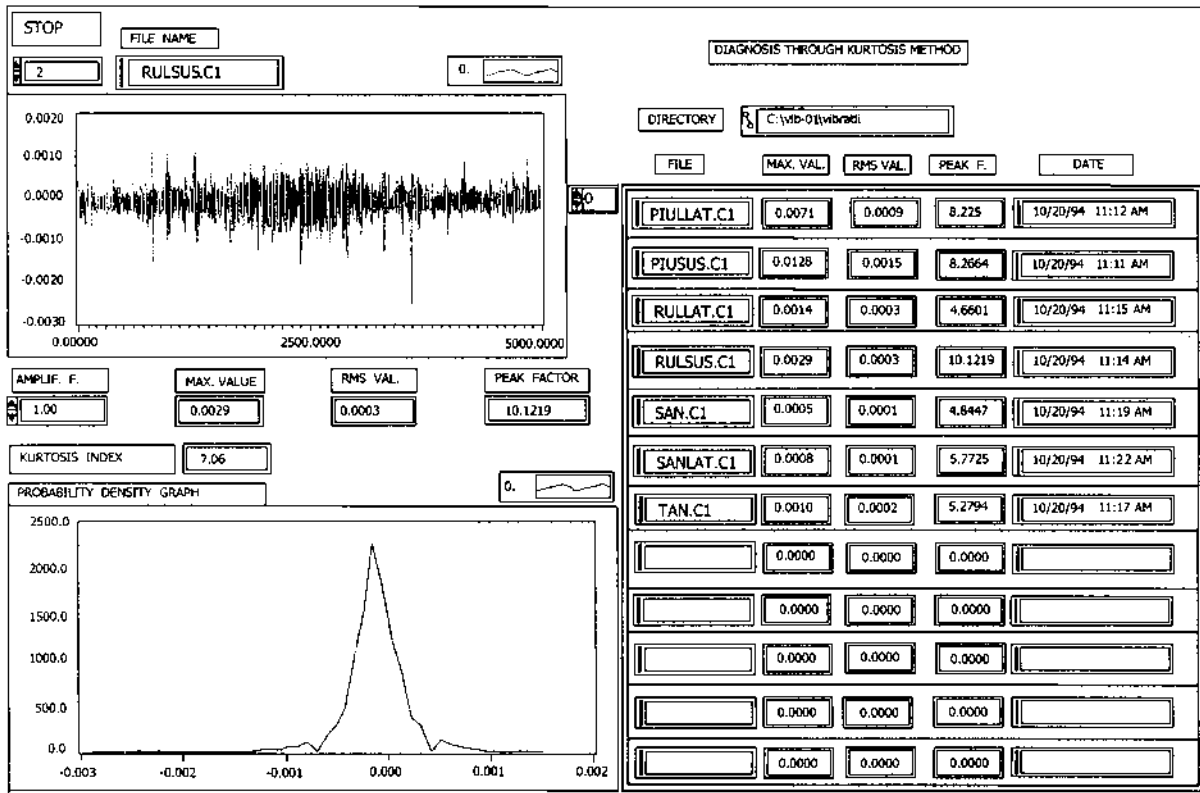 STOP
FILE NAME
2
RULSUS.C1
0.
0.0020
0.0010
0.0000
-0.0010
-0.0020
-0.0030
0.00000 2500.0000 5000.0000
AMPLIF. F. MAX. VALUE RMS VAL. PEAK FACTOR
1.00 0.0029 0.0003 10.1219
KURTOSIS INDEX 7.06
PROBABILITY DENSITY GRAPH
0.
2500.0
2000.0
1500.0
1000.0
500.0
0.0
-0.003 -0.002 -0.001 0.000 0.001 0.002
DIAGNOSIS THROUGH KURTOSIS METHOD
DIRECTORY
FILE MAX. VAL. RMS VAL. PEAK F. DATE
0
PIULLAT.C1 0.0071 0.0009 8.225 10/20/94 11:12 AM
PIUSUS.C1 0.0128 0.0015 8.2664 10/20/94 11:11 AM
RULLAT.C1 0.0014 0.0003 4.6601 10/20/94 11:15 AM
RULSUS.C1 0.0029 0.0003 10.1219 10/20/94 11:14 AM
SAN.C1 0.0005 0.0001 4.8447 10/20/94 11:19 AM
SANLAT.C1 0.0008 0.0001 5.7725 10/20/94 11:22 AM
TAN.C1 0.0010 0.0002 5.2794 10/20/94 11:17 AM
0.0000 0.0000 0.0000
0.0000 0.0000 0.0000
0.0000 0.0000 0.0000
0.0000 0.0000 0.0000
0.0000 0.0000 0.0000